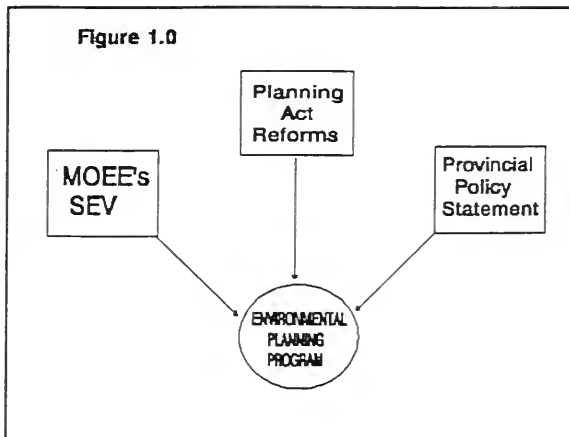 Figure 1.0
Planning
Act
Reforms
MOEE's
SEV
Provincial
Policy
Statement
ENVIRONMENTAL
PLANNING
PROGRAM